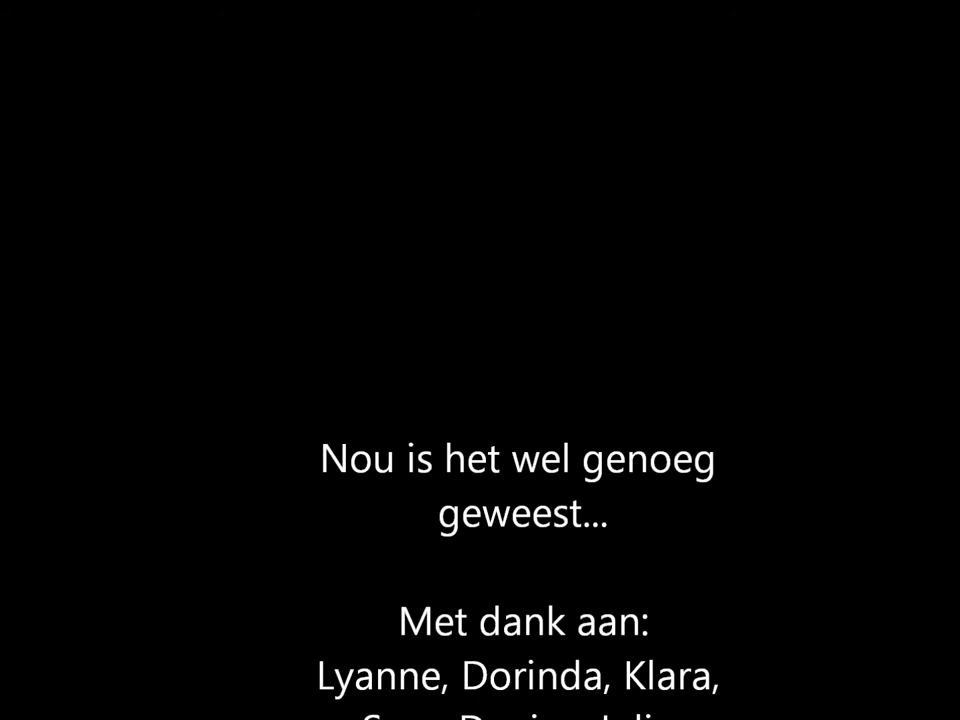 Nou is het wel genoeg
geweest...
Met dank aan:
Lyanne, Dorinda, Klara,